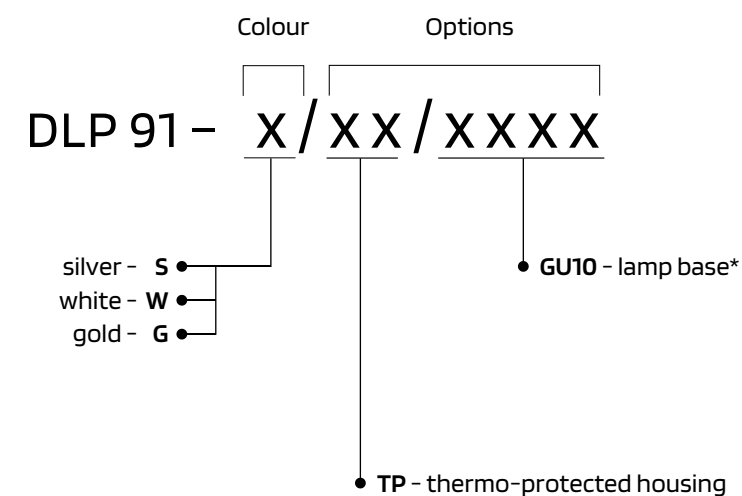 Colour Options
DLP 91 – x/xx/xxxx
silver – S
GU10 – lamp base*
white – W
gold – G
TP – thermo-protected housing